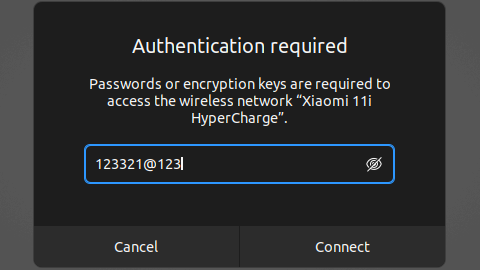 Authentication required
Passwords or encryption keys are required to
access the wireless network “Xiaomi 11i
HyperCharge”.
123321@123
Cancel
Connect